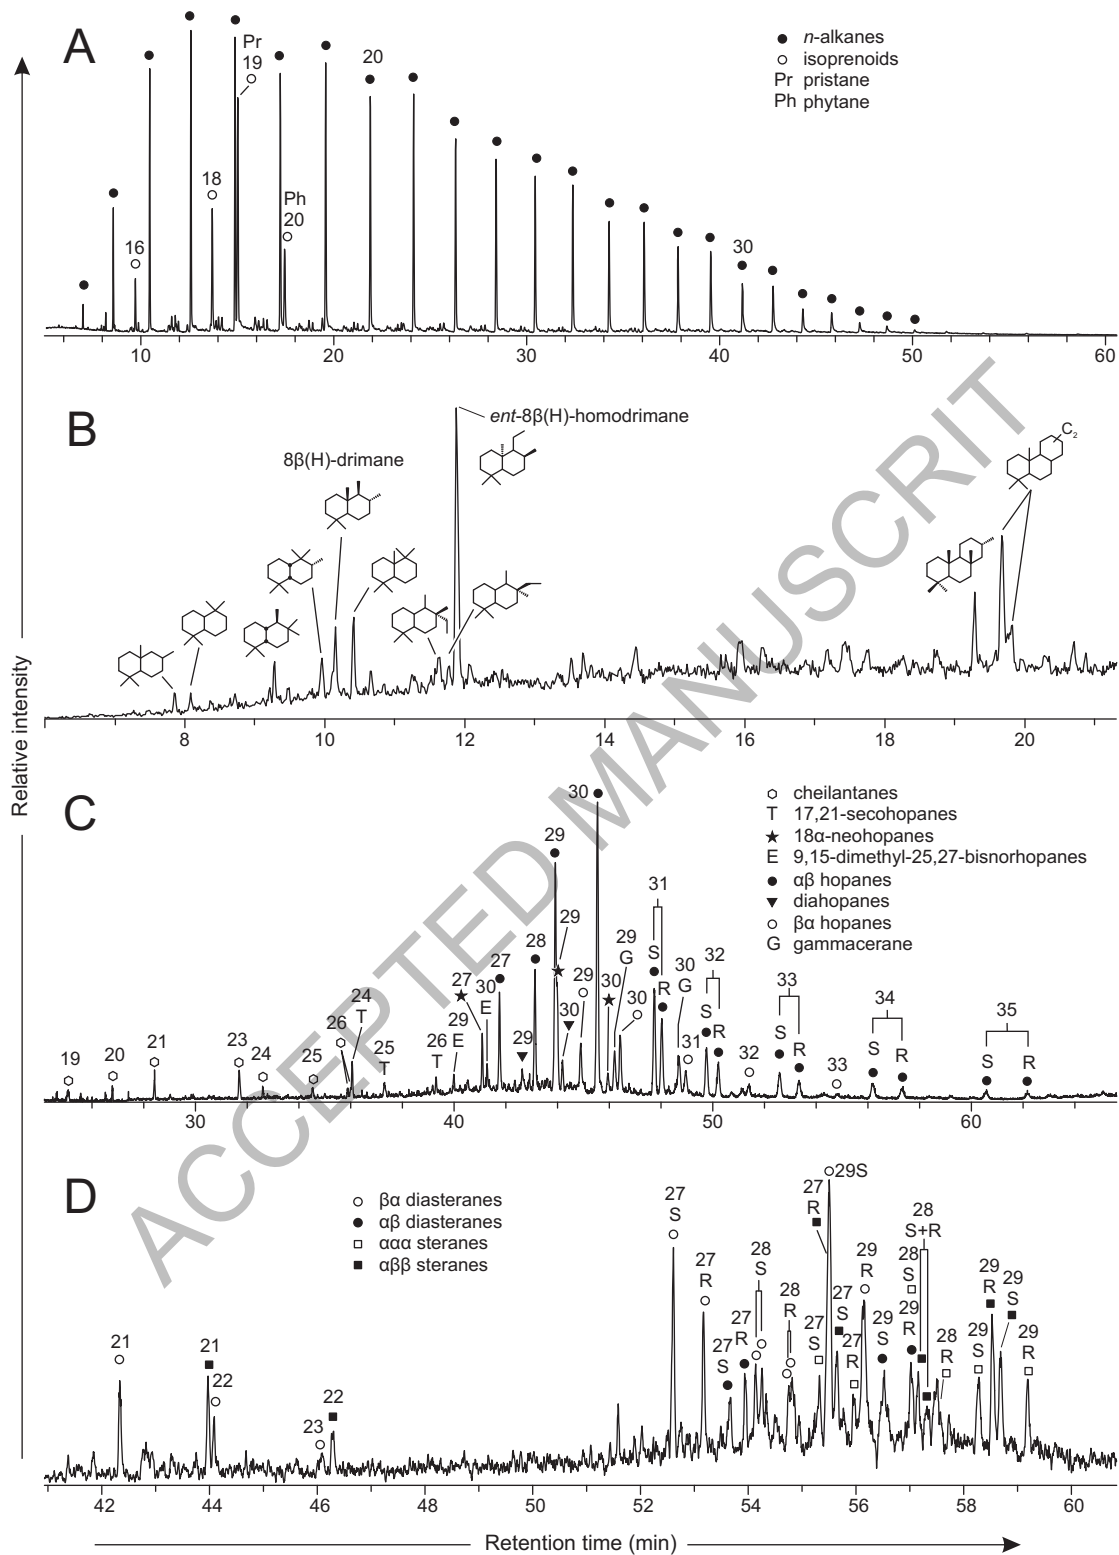 A
n-alkanes
isoprenoids
Pr pristane
Ph phytane
Pr
19
20
18
Ph
20
16
30
10 20 30 40 50 60
B
ent-8β(H)-homodrimane
8β(H)-drimane
C2
8 10 12 14 16 18 20
Relative intensity
C
cheilantanes
T 17,21-secohopanes
18α-neohopanes
E 9,15-dimethyl-25,27-bisnorhopanes
αβ hopanes
diahopanes
βα hopanes
G gammacerane
30
29
31
29
29
G
S
28
27
27
30
E
29
30
30
R
30
G
32
S
R
33
S
R
34
S
R
35
S
R
24
T
26
29
E
29
30
31
19 20 21 23 24 25
25
T
26
T
32
33
30 40 50 60
D
βα diasteranes
αβ diasteranes
ααα steranes
αββ steranes
21
21
22
23
22
27
S
27
R
27
S
27
R
28
S
28
R
27
S
27
R
29S
27
S
27
R
29
R
29
S
28
S
29
R
28
S+R
28
R
29
S
29
R
29
S
29
R
42 44 46 48 50 52 54 56 58 60
Retention time (min)
ACCEPTED MANUSCRIT